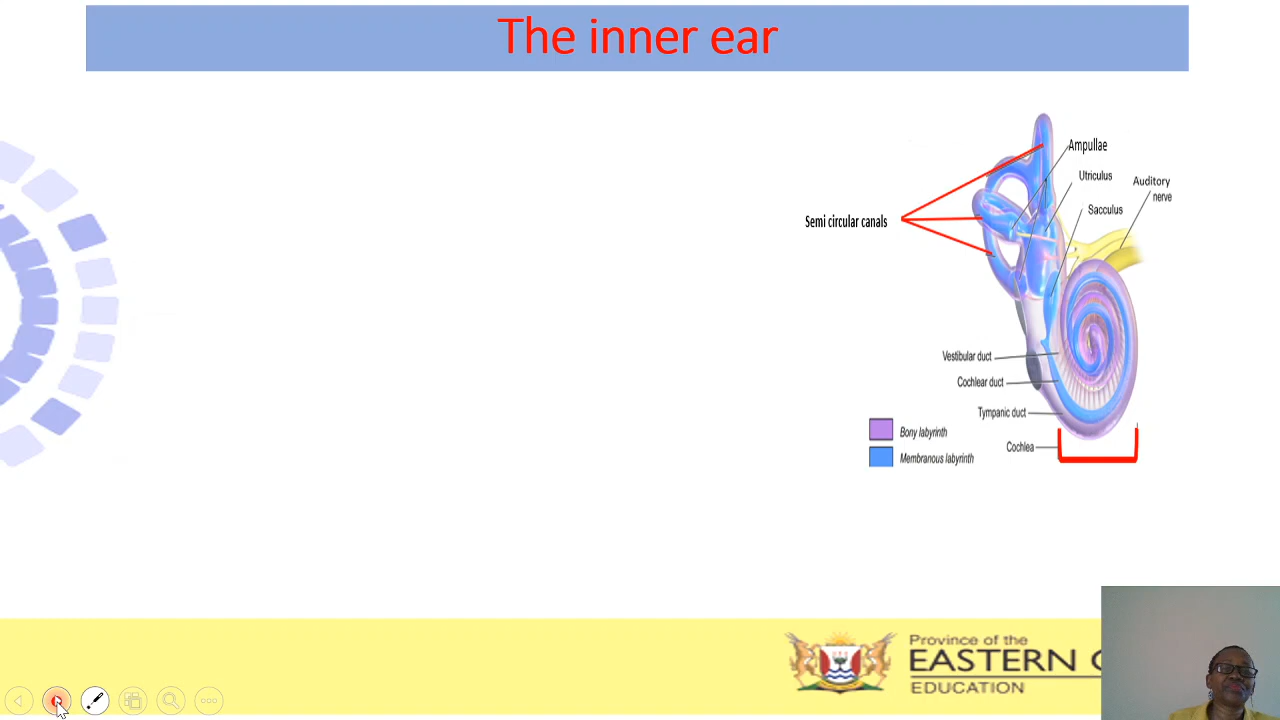 The inner ear
Ampullae
Utriculus
Auditory
nerve
Sacculus
Semi circular canals
Vestibular duct
Cochlear duct
Tympanic duct
Bony labyrinth
Cochlea
Membranous labyrinth
Province of the
EASTERN C
EDUCATION